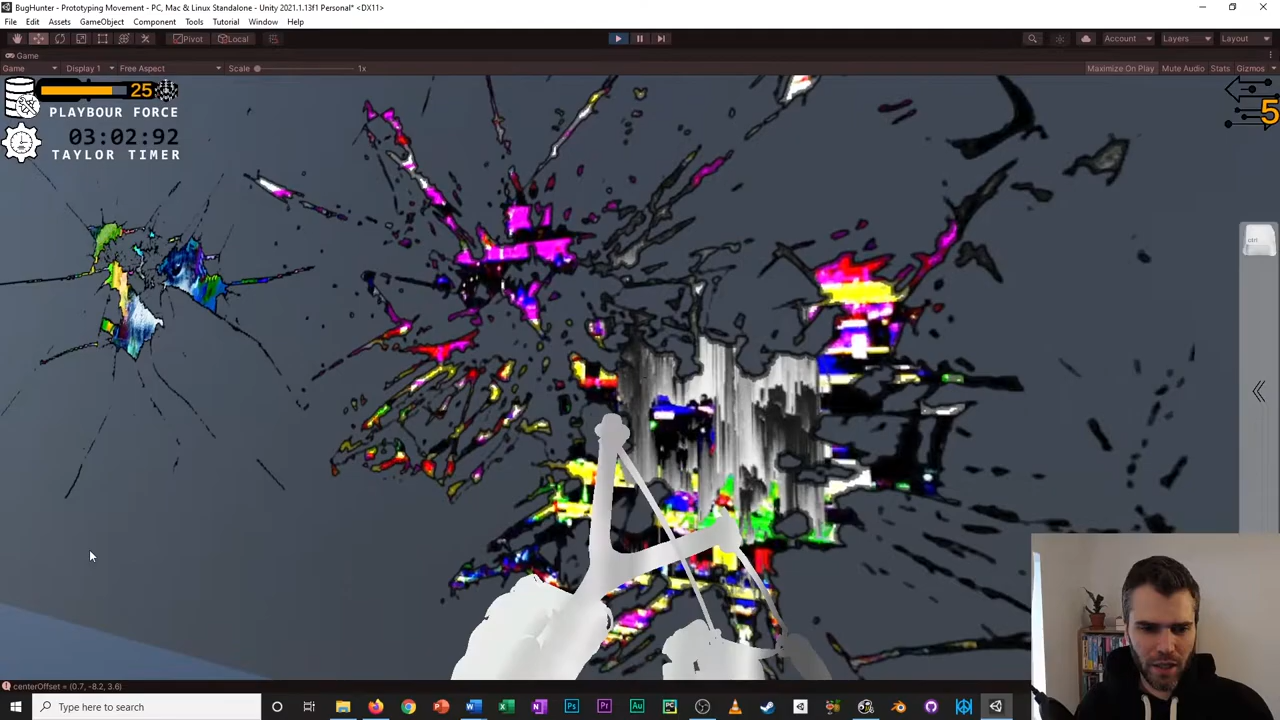 BugHunter - Prototyping Movement - PC, Mac & Linux Standalone - Unity 2021.1.13f1 Personal* <DX11>
File Edit Assets GameObject Component Tools Tutorial Window Help
Pivot Local Account Layers Layout
Game
Game Display 1 Free Aspect Scale 1x Maximize On Play Mute Audio Stats Gizmos
25
PLAYBOUR FORCE
5
03:02:92
TAYLOR TIMER
ctrl
centerOffset = (0.7, -8.2, 3.6)
Type here to search